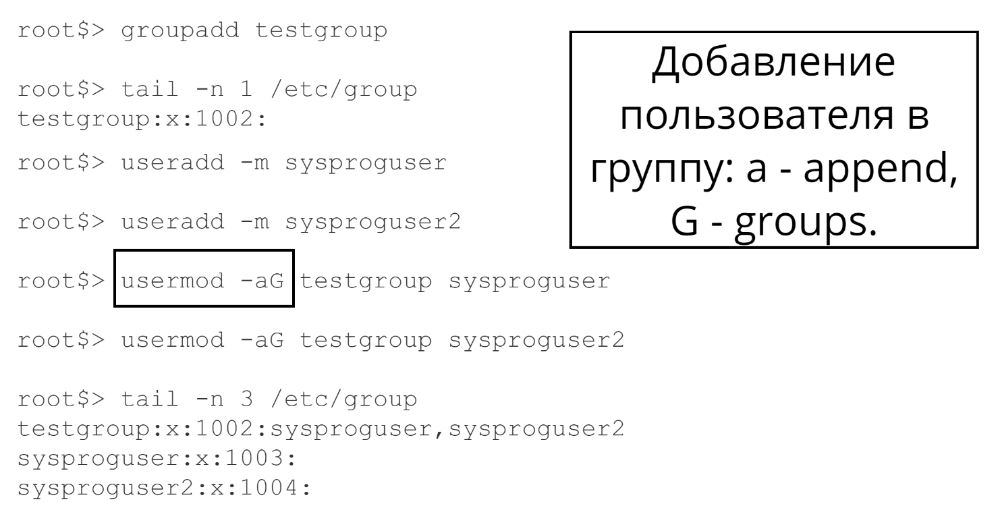 root$> groupadd testgroup
root$> tail -n 1 /etc/group
testgroup:x:1002:
root$> useradd -m sysproguser
root$> useradd -m sysproguser2
root$> usermod -aG testgroup sysproguser
root$> usermod -aG testgroup sysproguser2
root$> tail -n 3 /etc/group
testgroup:x:1002:sysproguser,sysproguser2
sysproguser:x:1003:
sysproguser2:x:1004:
Добавление
пользователя в
группу: a - append,
G - groups.